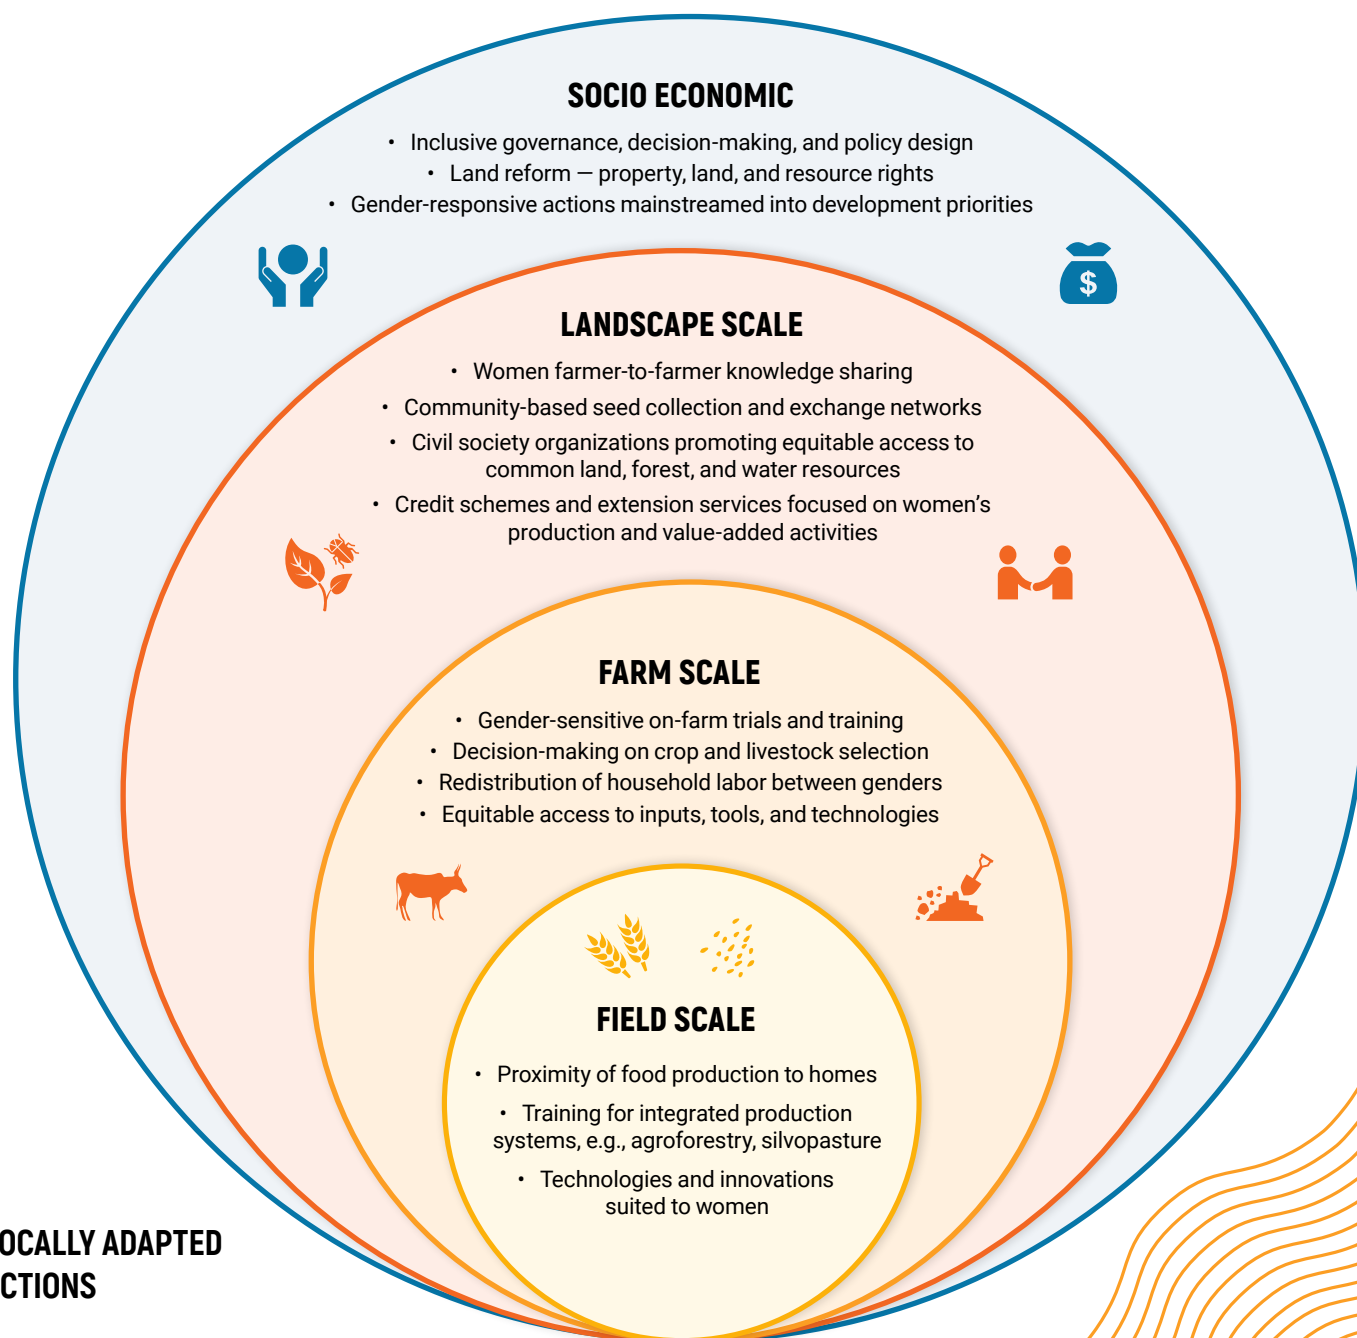 SOCIO ECONOMIC
• Inclusive governance, decision-making, and policy design
• Land reform — property, land, and resource rights
• Gender-responsive actions mainstreamed into development priorities
$
LANDSCAPE SCALE
• Women farmer-to-farmer knowledge sharing
• Community-based seed collection and exchange networks
• Civil society organizations promoting equitable access to
common land, forest, and water resources
• Credit schemes and extension services focused on women’s
production and value-added activities
FARM SCALE
• Gender-sensitive on-farm trials and training
• Decision-making on crop and livestock selection
• Redistribution of household labor between genders
• Equitable access to inputs, tools, and technologies
FIELD SCALE
• Proximity of food production to homes
• Training for integrated production
systems, e.g., agroforestry, silvopasture
• Technologies and innovations
suited to women
OCALLY ADAPTED
CTIONS